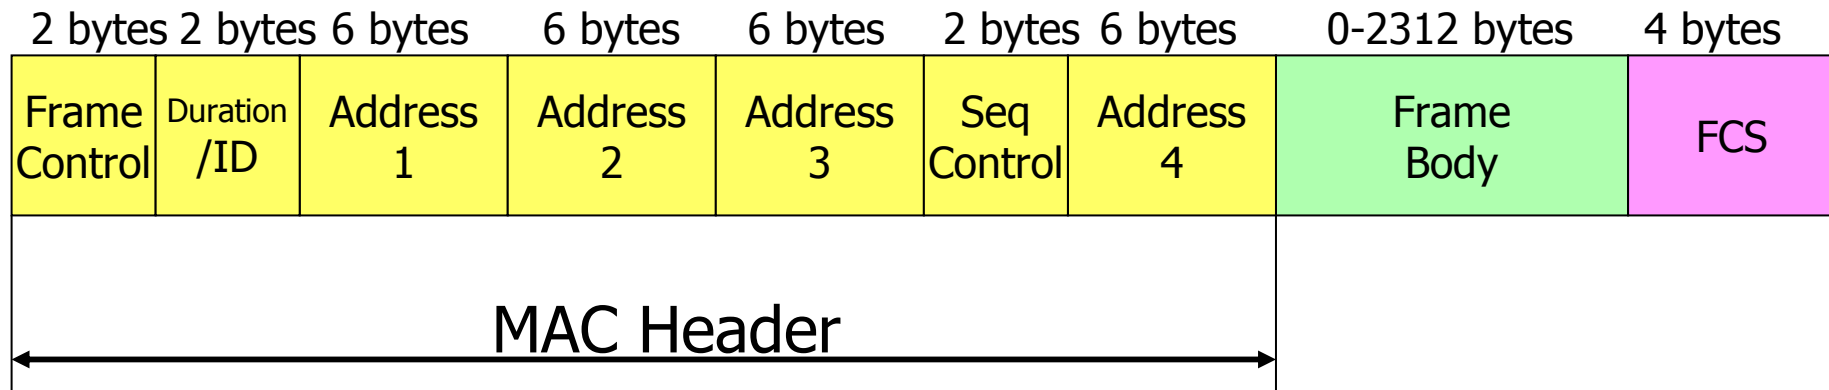 2 bytes 2 bytes 6 bytes 6 bytes 6 bytes 2 bytes 6 bytes 0-2312 bytes 4 bytes
Frame Control
Duration /ID
Address 1
Address 2
Address 3
Seq Control
Address 4
Frame Body
FCS
MAC Header